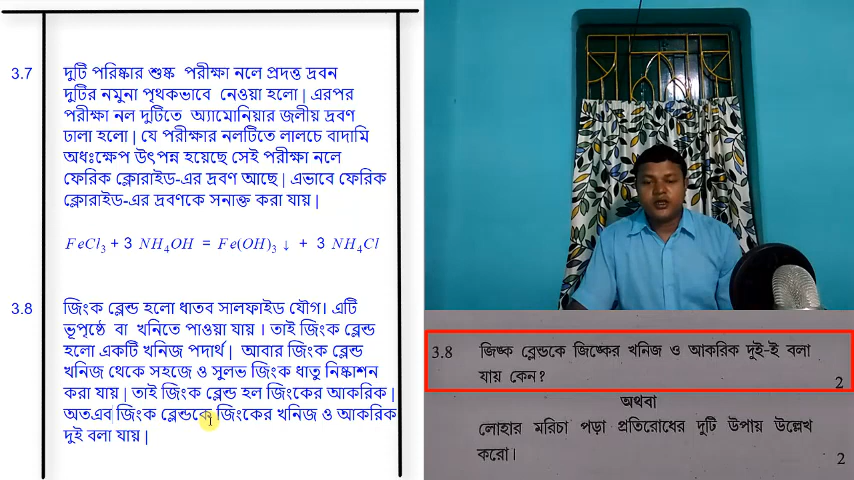 3.7 দুটি পরিষ্কার শুষ্ক পরীক্ষা নলে প্রদত্ত দ্রবন
দুটির নমুনা পৃথকভাবে নেওয়া হলো| এরপর
পরীক্ষা নল দুটিতে অ্যামোনিয়ার জলীয় দ্রবণ
ঢালা হলো| যে পরীক্ষার নলটিতে লালচে বাদামি
অধঃক্ষেপ উৎপন্ন হয়েছে সেই পরীক্ষা নলে
ফেরিক ক্লোরাইড-এর দ্রবণ আছে| এভাবে ফেরিক
ক্লোরাইড-এর দ্রবণকে সনাক্ত করা যায়|
FeCl₃ + 3 NH₄OH = Fe(OH)₃ ↓ + 3 NH₄Cl
3.8 জিংক ব্লেন্ড হলো ধাতব সালফাইড যৌগ। এটি
ভূপৃষ্ঠে বা খনিতে পাওয়া যায় । তাই জিংক ব্লেন্ড
হলো একটি খনিজ পদার্থ| আবার জিংক ব্লেন্ড
খনিজ থেকে সহজে ও সুলভ জিংক ধাতু নিষ্কাশন
করা যায়| তাই জিংক ব্লেন্ড হল জিংকের আকরিক|
অতএব জিংক ব্লেন্ডকে জিংকের খনিজ ও আকরিক
দুই বলা যায়|
3.8 জিঙ্ক ব্লেন্ডকে জিঙ্কের খনিজ ও আকরিক দুই-ই বলা
যায় কেন? 2
অথবা
লোহার মরিচা পড়া প্রতিরোধের দুটি উপায় উল্লেখ
করো। 2